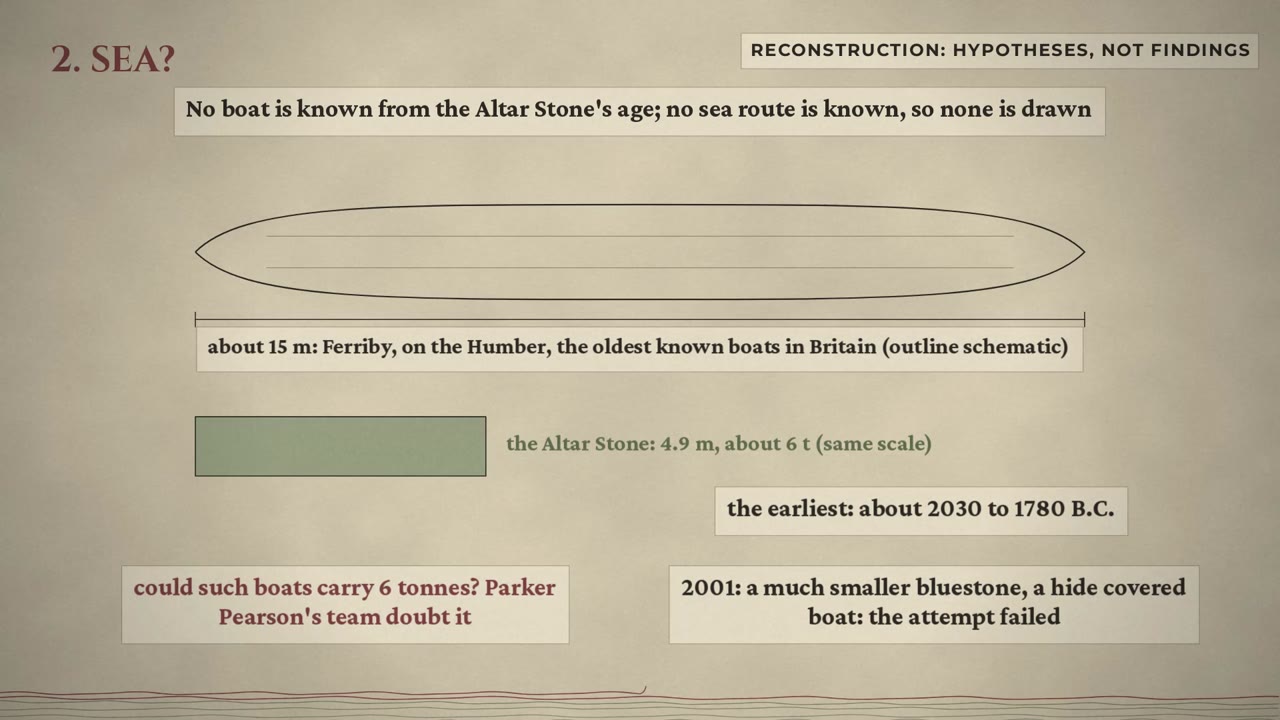 2. SEA?
RECONSTRUCTION: HYPOTHESES, NOT FINDINGS
No boat is known from the Altar Stone's age; no sea route is known, so none is drawn
about 15 m: Ferriby, on the Humber, the oldest known boats in Britain (outline schematic)
the Altar Stone: 4.9 m, about 6 t (same scale)
the earliest: about 2030 to 1780 B.C.
could such boats carry 6 tonnes? Parker
Pearson's team doubt it
2001: a much smaller bluestone, a hide covered
boat: the attempt failed